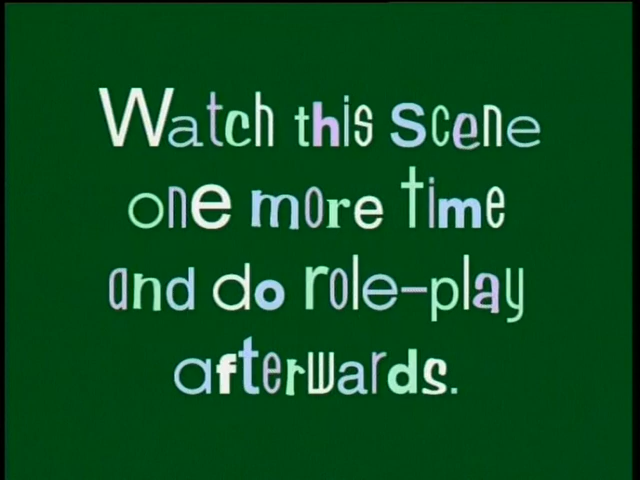 Watch this scene
one more time
and do role-play
afterwards.